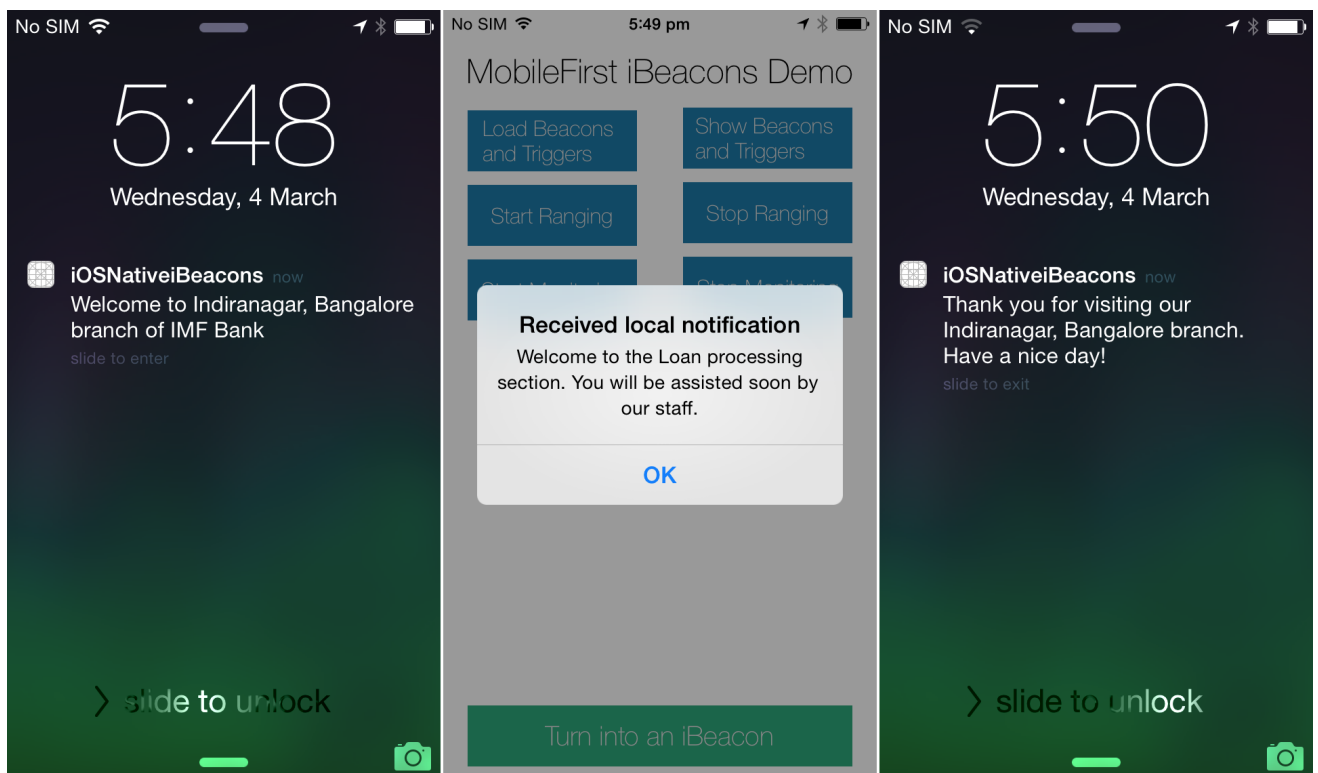 No SIM
5:48
Wednesday, 4 March
iOSNativeiBeacons now
Welcome to Indiranagar, Bangalore
branch of IMF Bank
slide to enter
slide to unlock
No SIM 5:49 pm
MobileFirst iBeacons Demo
Load Beacons
and Triggers
Show Beacons
and Triggers
Start Ranging
Stop Ranging
Stop Monitoring
Received local notification
Welcome to the Loan processing
section. You will be assisted soon by
our staff.
OK
Turn into an iBeacon
No SIM
5:50
Wednesday, 4 March
iOSNativeiBeacons now
Thank you for visiting our
Indiranagar, Bangalore branch.
Have a nice day!
slide to exit
slide to unlock